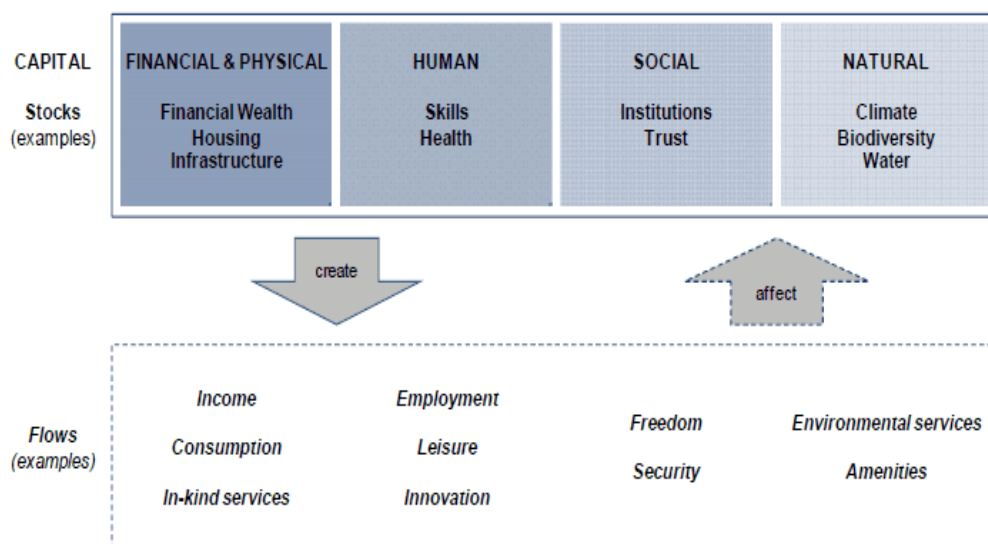 CAPITAL
FINANCIAL & PHYSICAL
HUMAN
SOCIAL
NATURAL
Stocks
(examples)
Financial Wealth
Housing
Infrastructure
Skills
Health
Institutions
Trust
Climate
Biodiversity
Water
create
affect
Flows
(examples)
Income
Consumption
In-kind services
Employment
Leisure
Innovation
Freedom
Security
Environmental services
Amenities